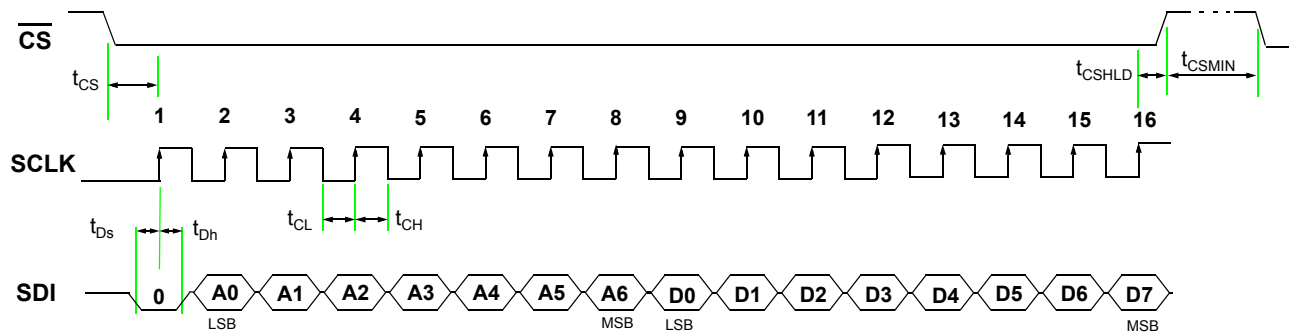 CS
tCS
tCSHLD
tCSMIN
1 2 3 4 5 6 7 8 9 10 11 12 13 14 15 16
SCLK
tDs
tDh
tCL
tCH
SDI
0 A0 A1 A2 A3 A4 A5 A6 D0 D1 D2 D3 D4 D5 D6 D7
LSB MSB LSB MSB